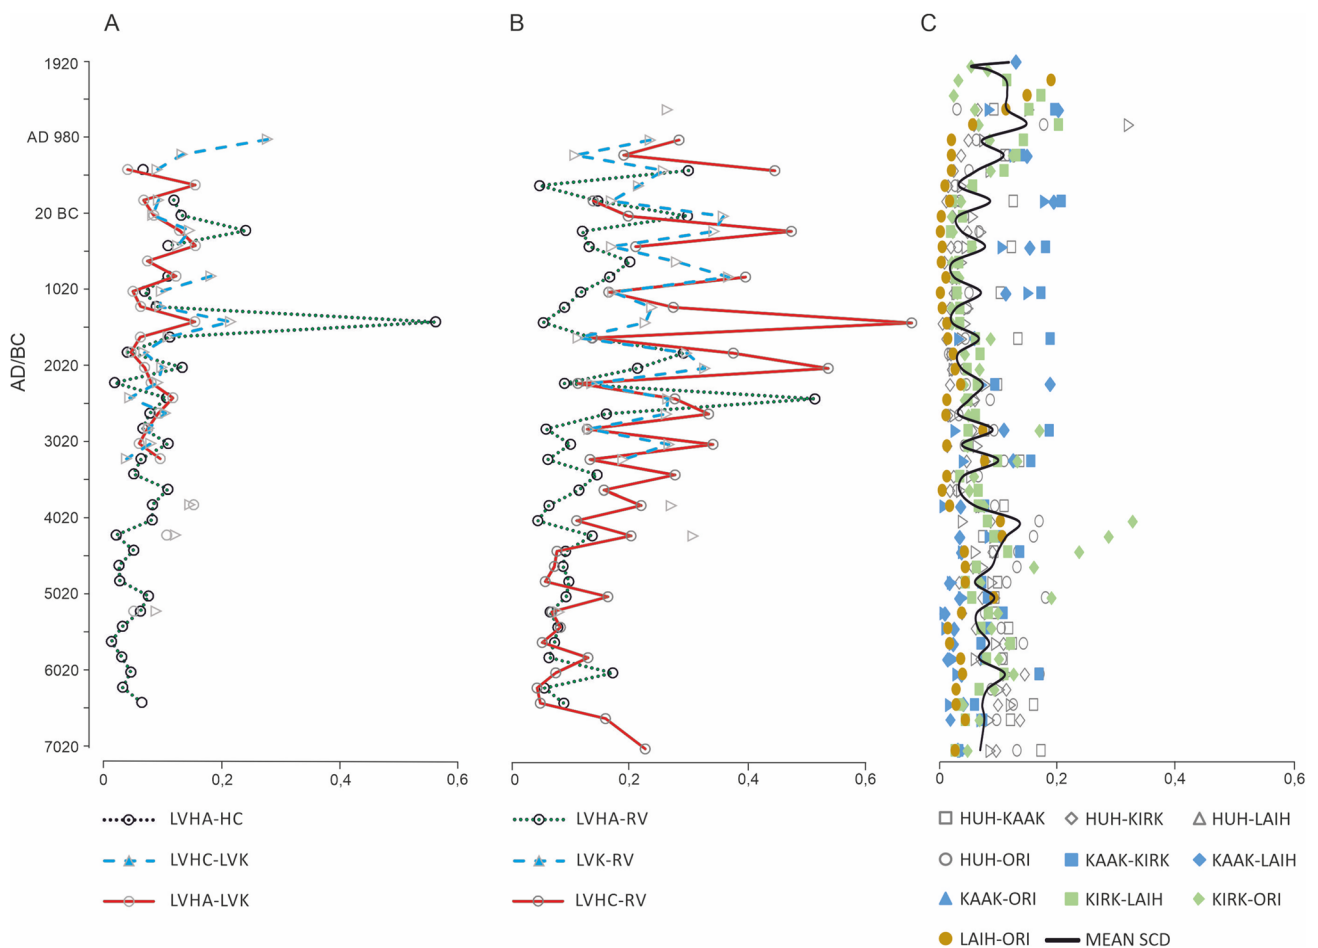 A B C
1920
AD 980
20 BC
1020
2020
3020
4020
5020
6020
7020
AD/BC
0 0,2 0,4 0,6
0 0,2 0,4 0,6
0 0,2 0,4 0,6
LVHA-HC
LVHC-LVK
LVHA-LVK
LVHA-RV
LVK-RV
LVHC-RV
HUH-KAAK HUH-KIRK HUH-LAIH
HUH-ORI KAAK-KIRK KAAK-LAIH
KAAK-ORI KIRK-LAIH KIRK-ORI
LAIH-ORI MEAN SCD